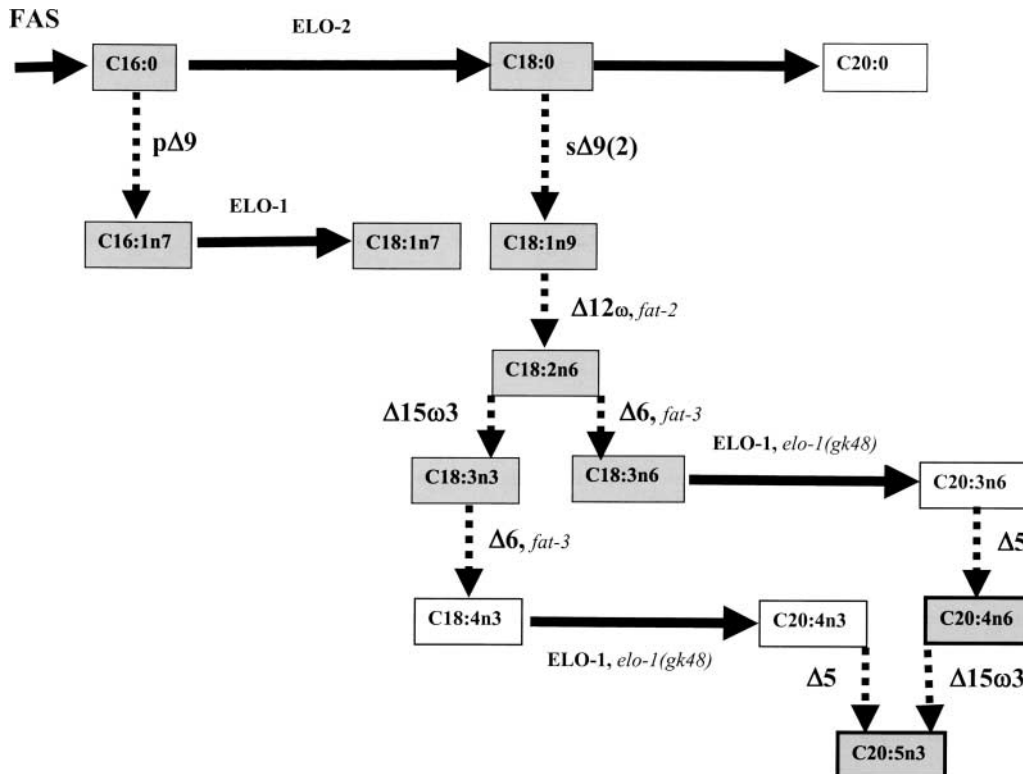 FAS
ELO-2
C16:0
C18:0
C20:0
pΔ9
sΔ9(2)
ELO-1
C16:1n7
C18:1n7
C18:1n9
Δ12ω, fat-2
C18:2n6
Δ15ω3
Δ6, fat-3
ELO-1, elo-1(gk48)
C18:3n3
C18:3n6
C20:3n6
Δ6, fat-3
Δ5
C18:4n3
C20:4n3
C20:4n6
ELO-1, elo-1(gk48)
Δ5
Δ15ω3
C20:5n3